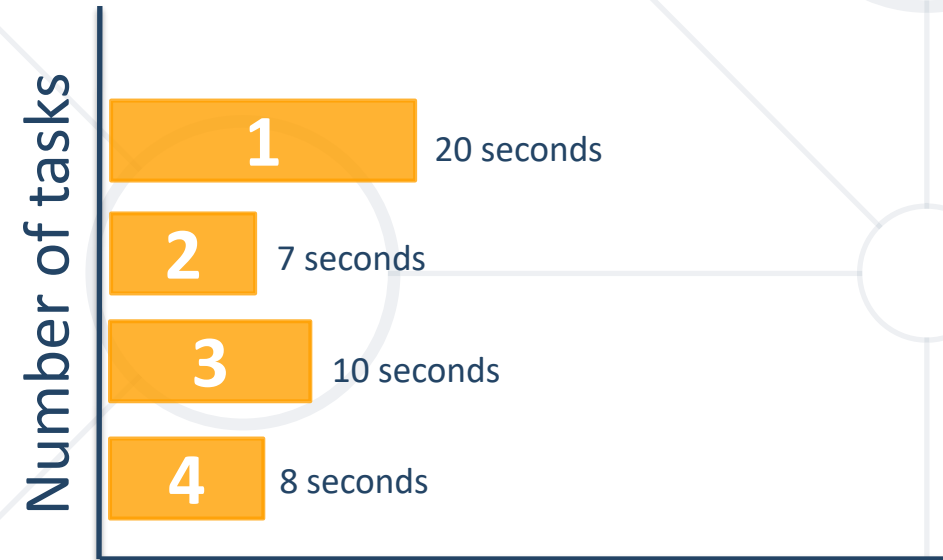 Number of tasks
1
20 seconds
2
7 seconds
3
10 seconds
4
8 seconds